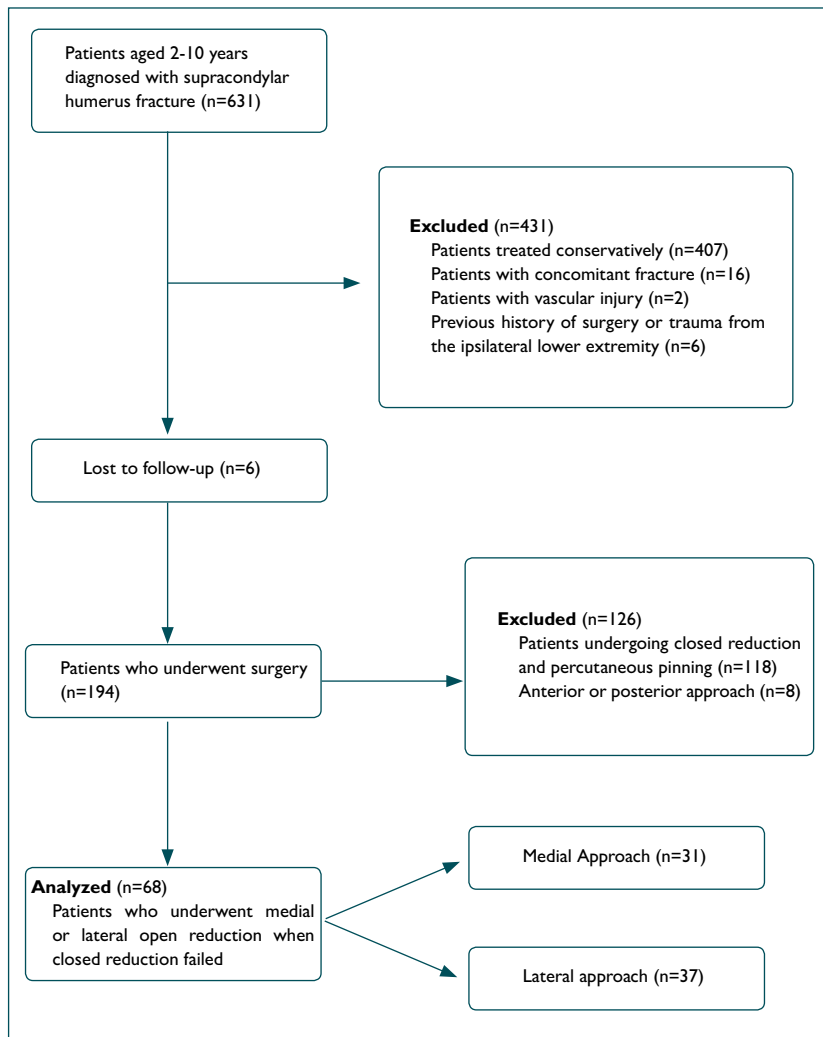 Patients aged 2-10 years
diagnosed with supracondylar
humerus fracture (n=631)
Excluded (n=431)
Patients treated conservatively (n=407)
Patients with concomitant fracture (n=16)
Patients with vascular injury (n=2)
Previous history of surgery or trauma from
the ipsilateral lower extremity (n=6)
Lost to follow-up (n=6)
Patients who underwent surgery
(n=194)
Excluded (n=126)
Patients undergoing closed reduction
and percutaneous pinning (n=118)
Anterior or posterior approach (n=8)
Analyzed (n=68)
Patients who underwent medial
or lateral open reduction when
closed reduction failed
Medial Approach (n=31)
Lateral approach (n=37)